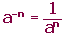 a⁻ⁿ = 1/aⁿ